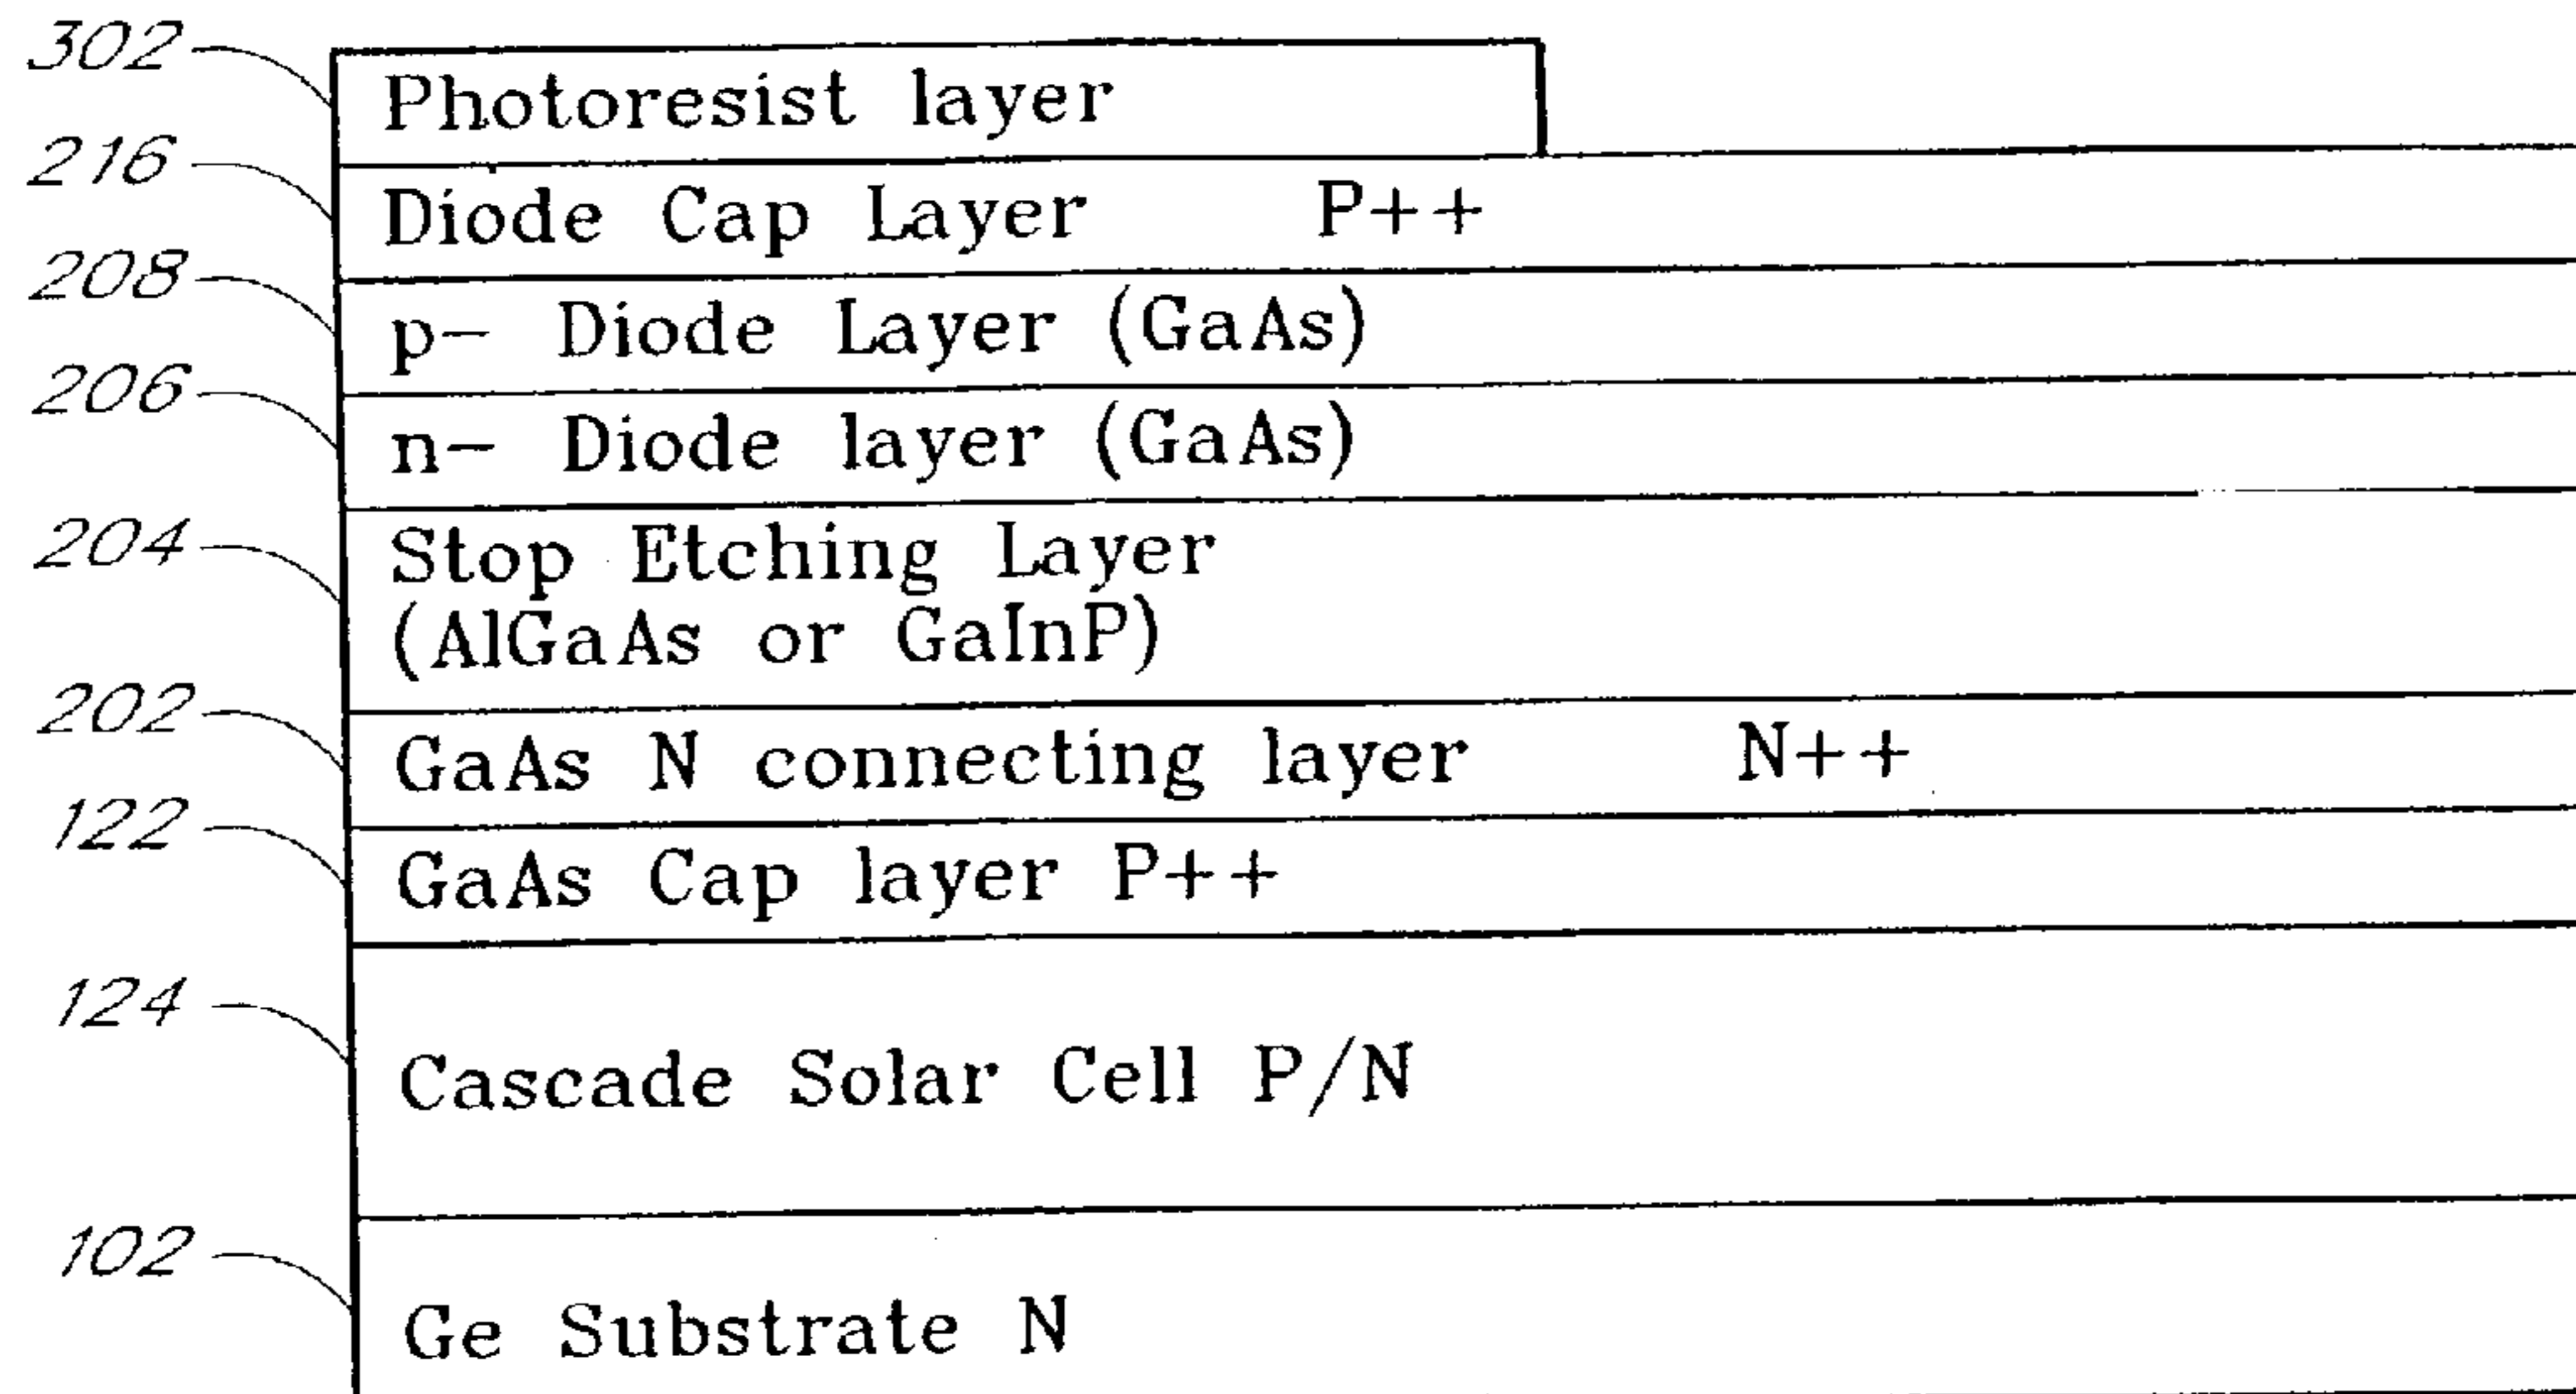 302 Photoresist layer
216 Diode Cap Layer P++
208 p- Diode Layer (GaAs)
206 n- Diode layer (GaAs)
204 Stop Etching Layer
(AlGaAs or GaInP)
202 GaAs N connecting layer N++
122 GaAs Cap layer P++
124 Cascade Solar Cell P/N
102 Ge Substrate N